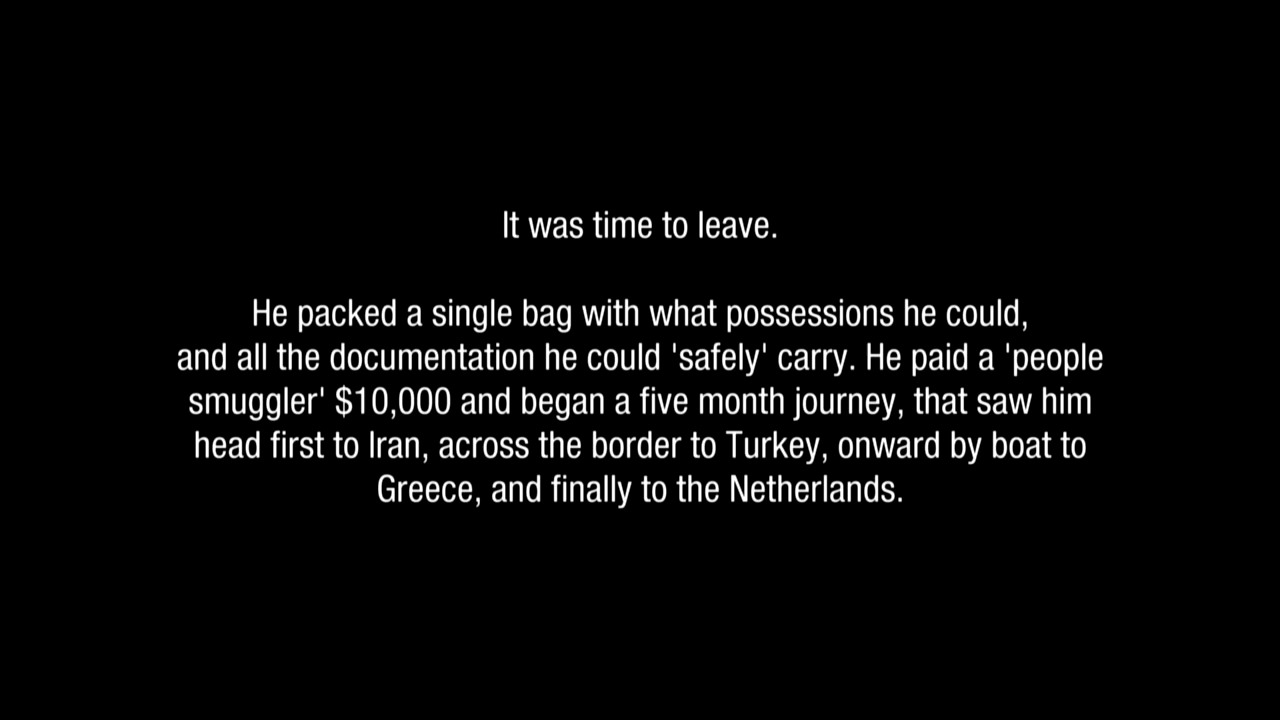 It was time to leave.
He packed a single bag with what possessions he could,
and all the documentation he could 'safely' carry. He paid a 'people
smuggler' $10,000 and began a five month journey, that saw him
head first to Iran, across the border to Turkey, onward by boat to
Greece, and finally to the Netherlands.